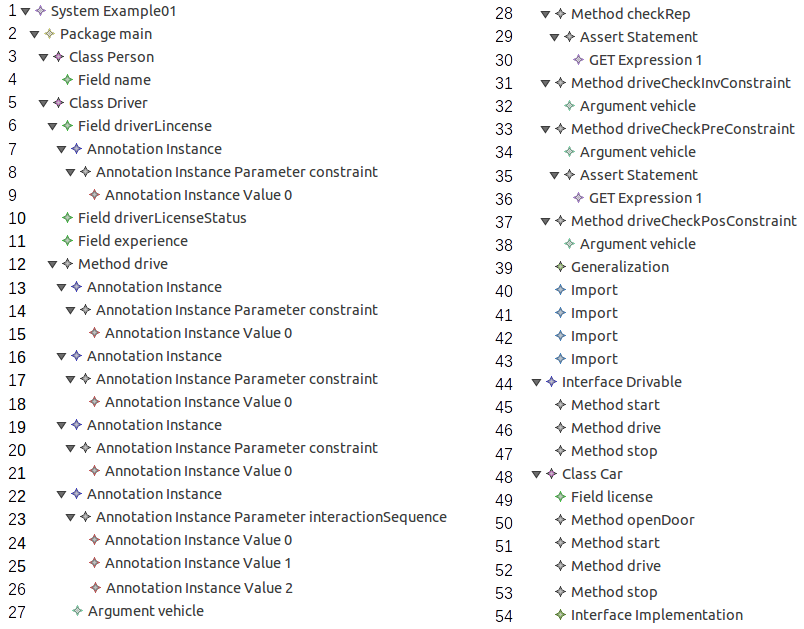 1 System Example01
2 Package main
3 Class Person
4 Field name
5 Class Driver
6 Field driverLincense
7 Annotation Instance
8 Annotation Instance Parameter constraint
9 Annotation Instance Value 0
10 Field driverLicenseStatus
11 Field experience
12 Method drive
13 Annotation Instance
14 Annotation Instance Parameter constraint
15 Annotation Instance Value 0
16 Annotation Instance
17 Annotation Instance Parameter constraint
18 Annotation Instance Value 0
19 Annotation Instance
20 Annotation Instance Parameter constraint
21 Annotation Instance Value 0
22 Annotation Instance
23 Annotation Instance Parameter interactionSequence
24 Annotation Instance Value 0
25 Annotation Instance Value 1
26 Annotation Instance Value 2
27 Argument vehicle
28 Method checkRep
29 Assert Statement
30 GET Expression 1
31 Method driveCheckInvConstraint
32 Argument vehicle
33 Method driveCheckPreConstraint
34 Argument vehicle
35 Assert Statement
36 GET Expression 1
37 Method driveCheckPosConstraint
38 Argument vehicle
39 Generalization
40 Import
41 Import
42 Import
43 Import
44 Interface Drivable
45 Method start
46 Method drive
47 Method stop
48 Class Car
49 Field license
50 Method openDoor
51 Method start
52 Method drive
53 Method stop
54 Interface Implementation